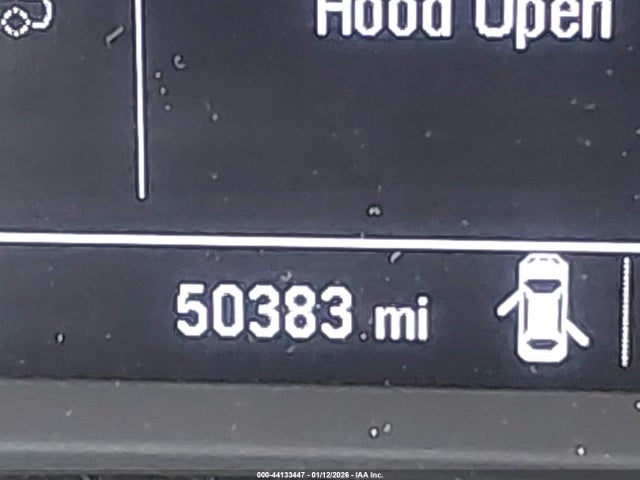 Hood Open
50383 mi
000-44133447 - 01/12/2026 - IAA Inc.